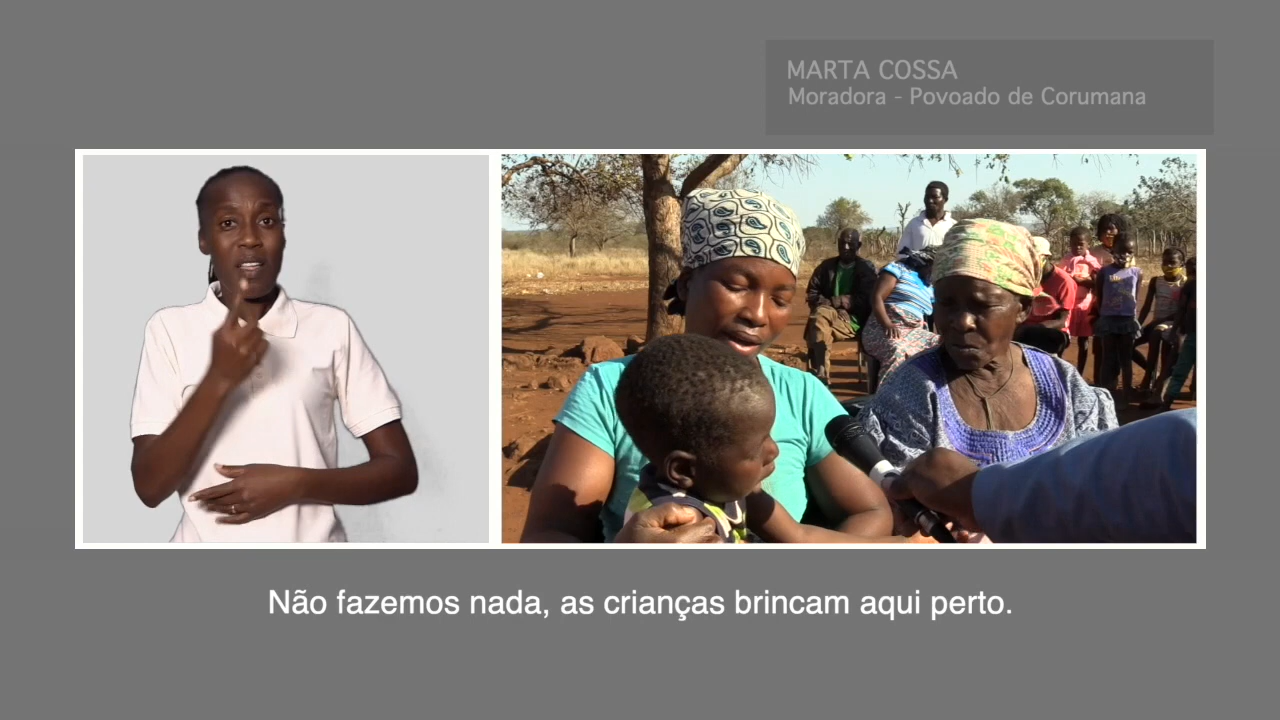 MARTA COSSA
Moradora - Povoado de Corumana
Não fazemos nada, as crianças brincam aqui perto.